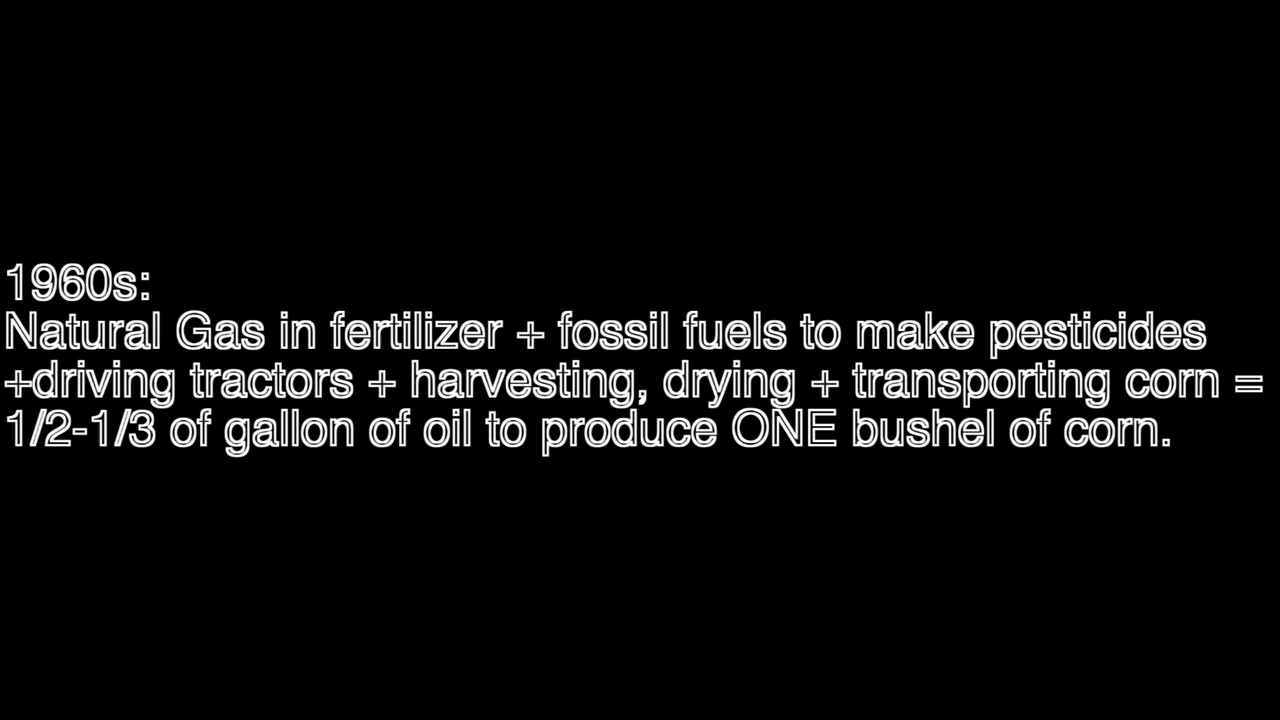 1960s:
Natural Gas in fertilizer + fossil fuels to make pesticides
+driving tractors + harvesting, drying + transporting corn =
1/2-1/3 of gallon of oil to produce ONE bushel of corn.